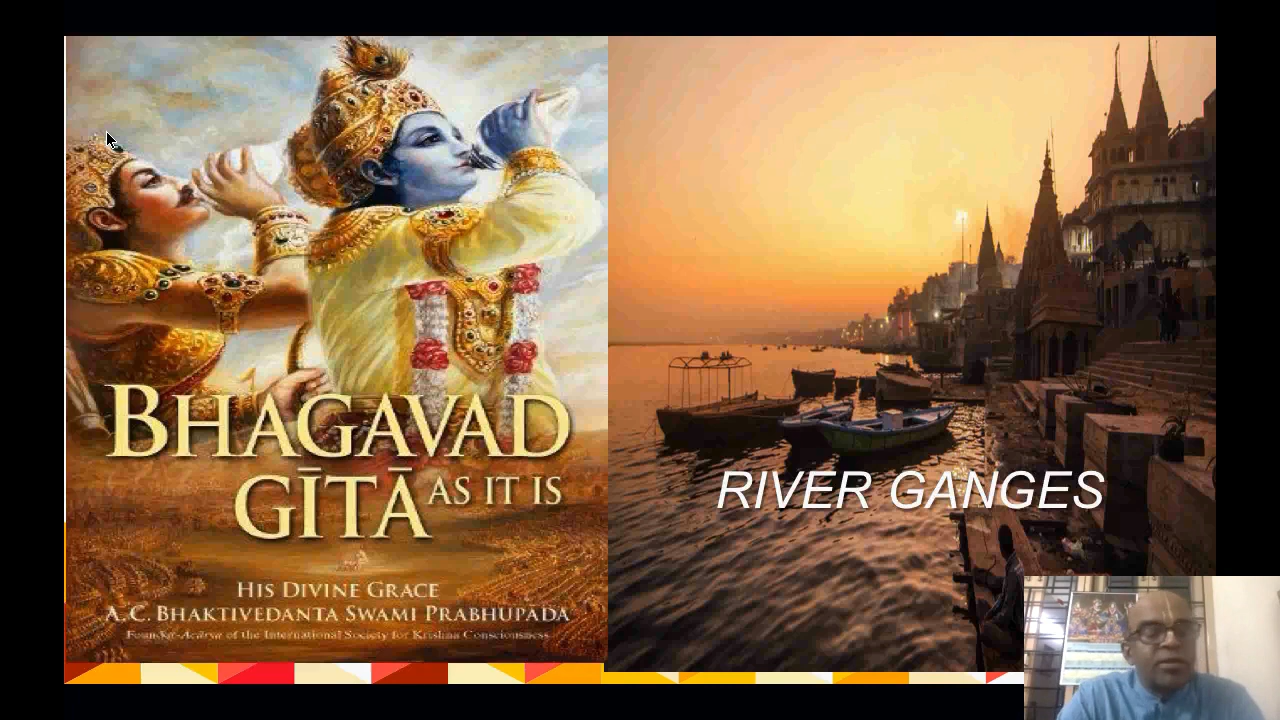 BHAGAVAD
GĪTĀ AS IT IS
HIS DIVINE GRACE
A.C. BHAKTIVEDANTA SWAMI PRABHUPĀDA
Founder-Ācārya of the International Society for Krishna Consciousness
RIVER GANGES